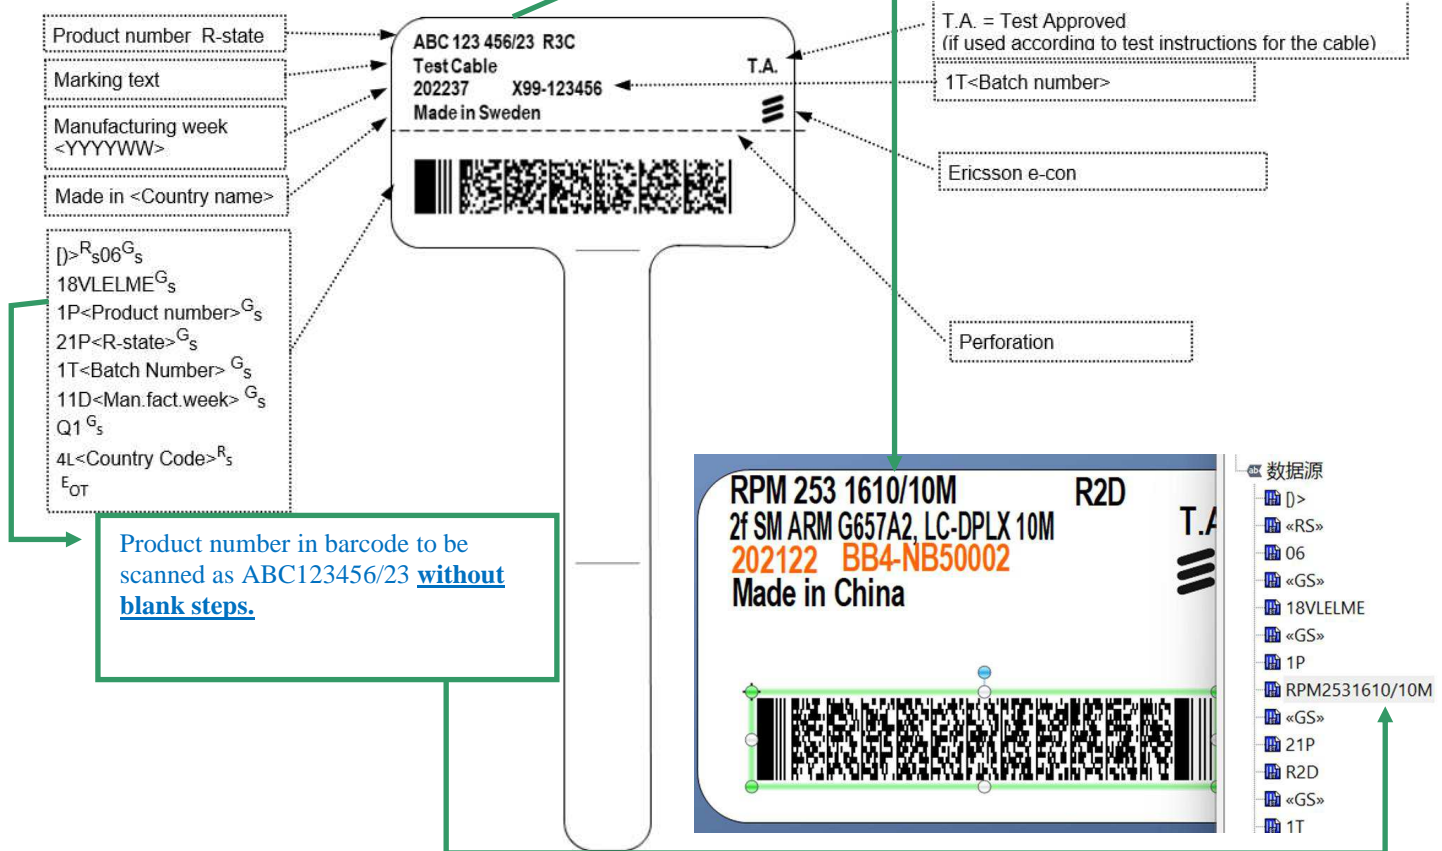 Product number R-state
Marking text
Manufacturing week
<YYYYWW>
Made in <Country name>
[)>RS06GS
18VLELMEGS
1P<Product number>GS
21P<R-state>GS
1T<Batch Number> GS
11D<Man.fact.week> GS
Q1 GS
4L<Country Code>RS
EOT
ABC 123 456/23 R3C
Test Cable
T.A.
202237 X99-123456
Made in Sweden
T.A. = Test Approved
(if used according to test instructions for the cable)
1T<Batch number>
Ericsson e-con
Perforation
Product number in barcode to be
scanned as ABC123456/23 without
blank steps.
RPM 253 1610/10M R2D
2f SM ARM G657A2, LC-DPLX 10M
T.A
202122 BB4-NB50002
Made in China
数据源
[)>
«RS»
06
«GS»
18VLELME
«GS»
1P
RPM2531610/10M
«GS»
21P
R2D
«GS»
1T